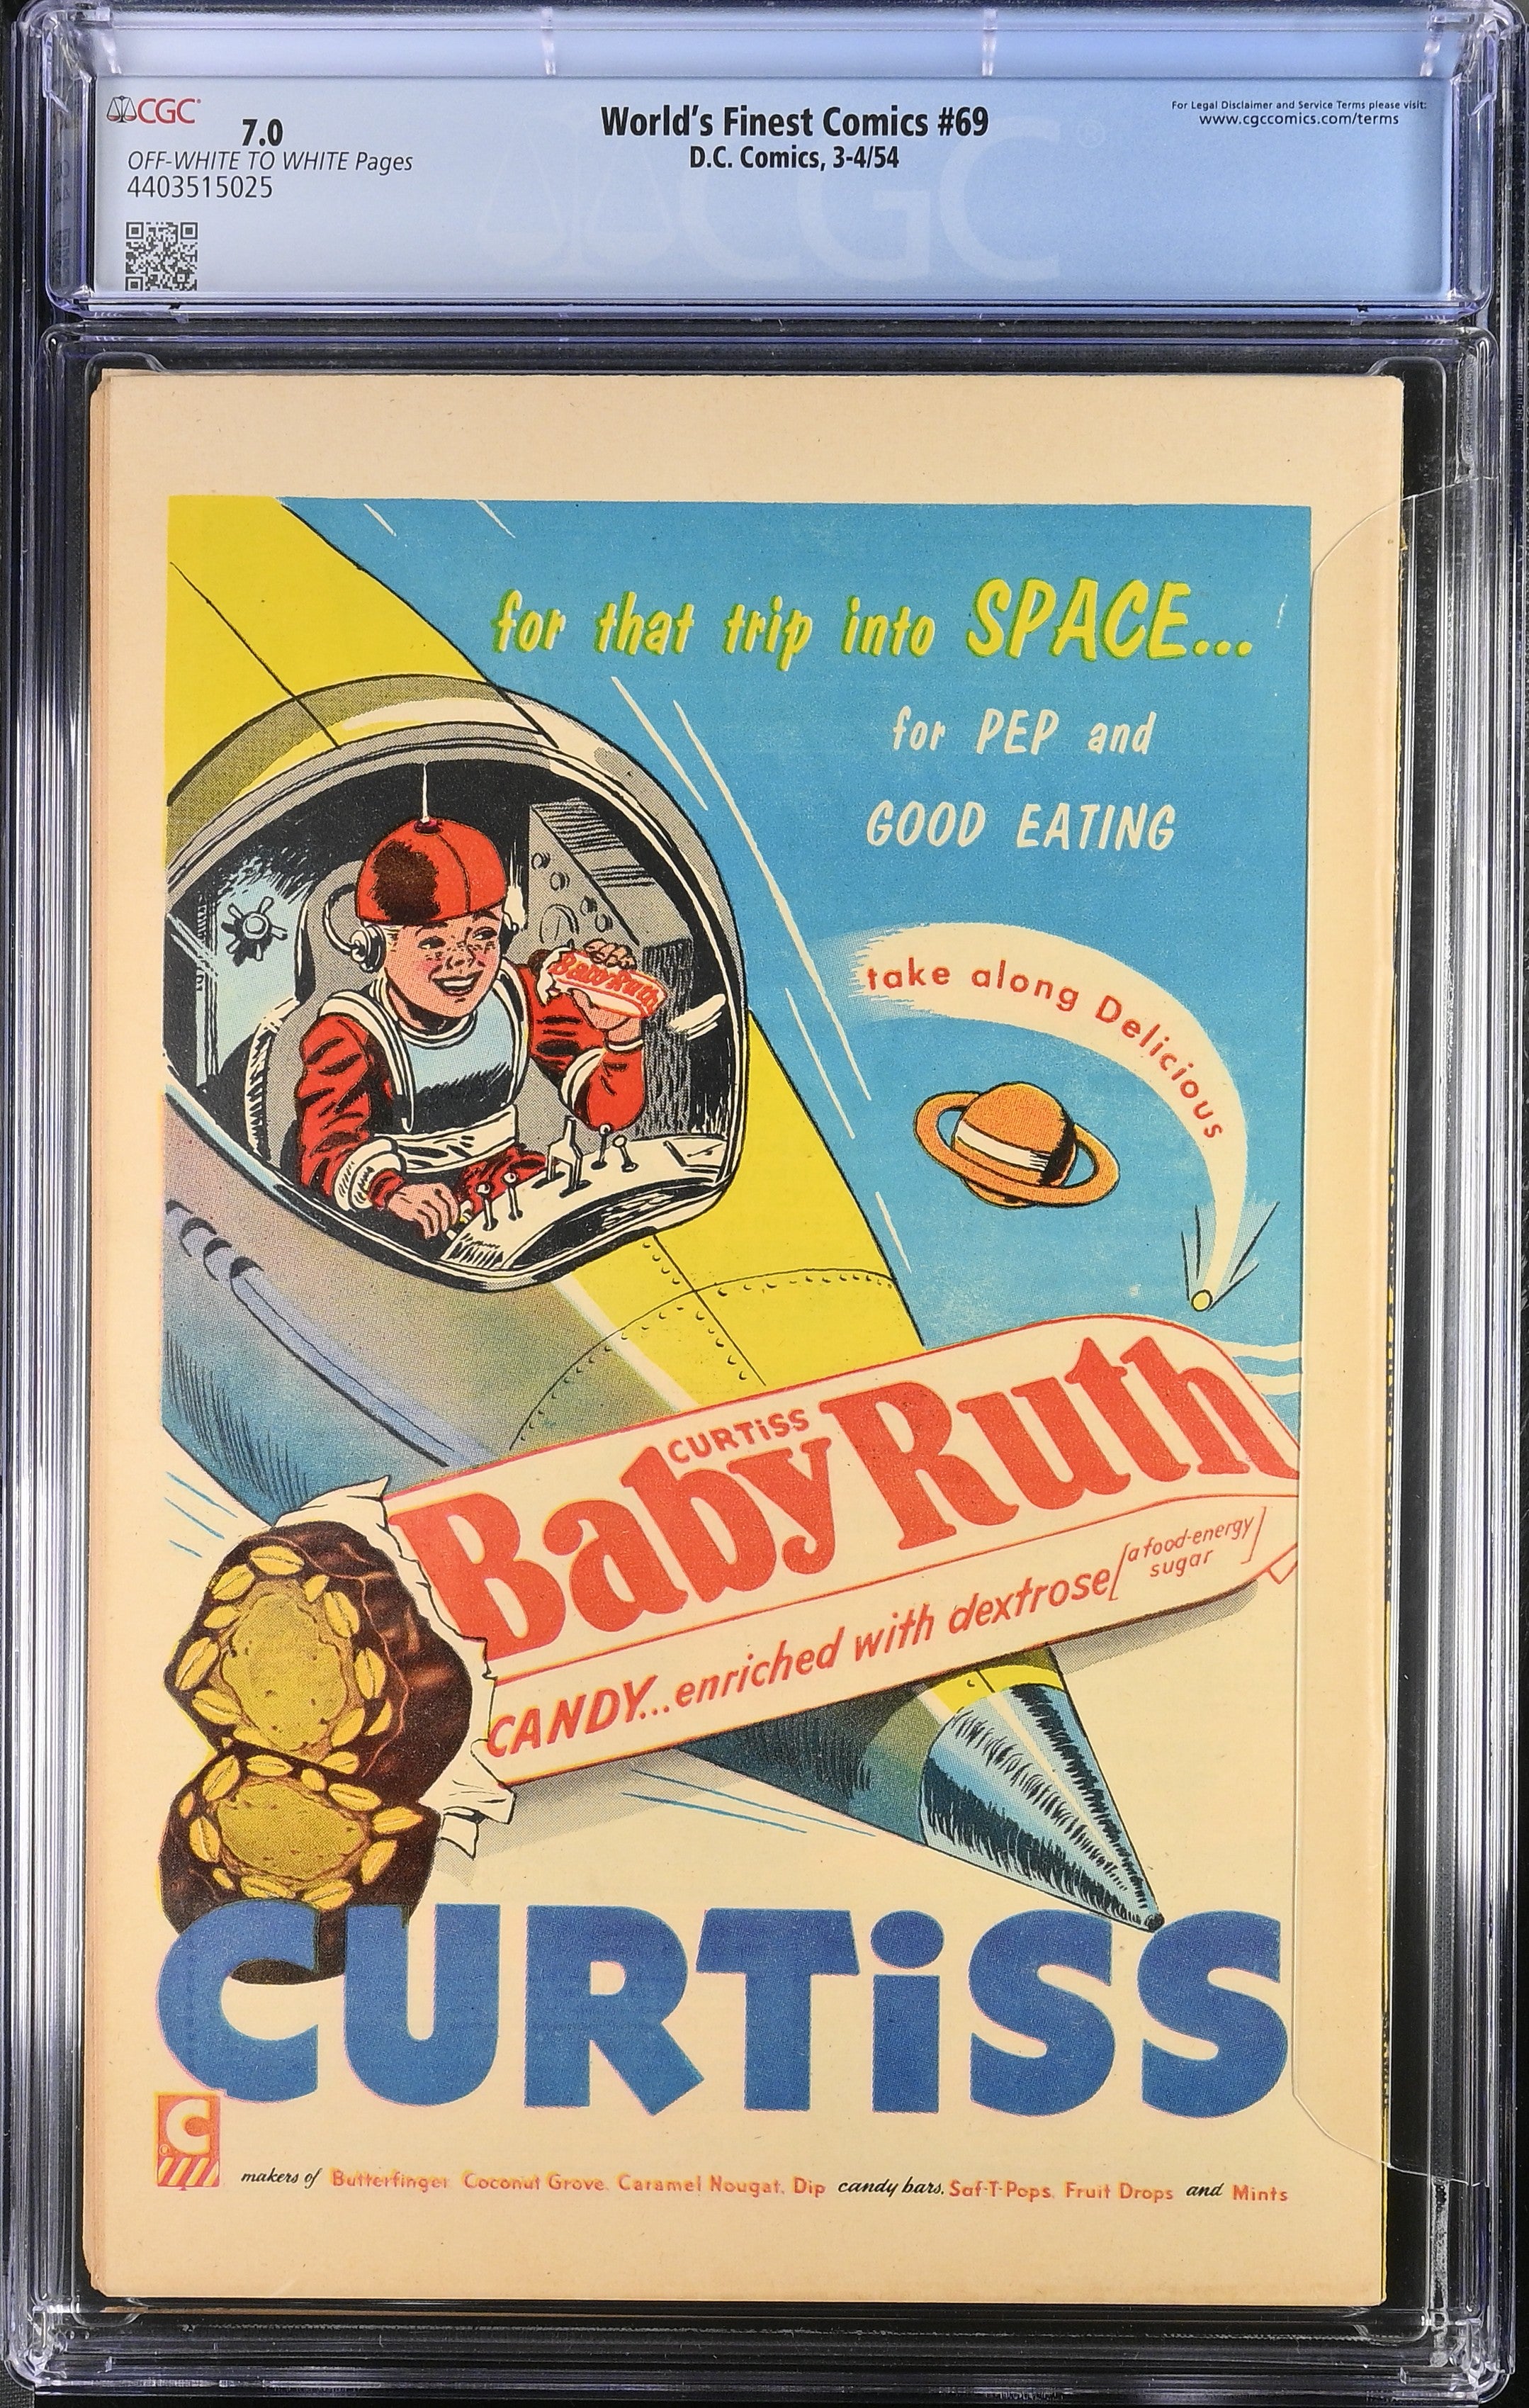 CGC
7.0
OFF-WHITE TO WHITE Pages
4403515025
World's Finest Comics #69
D.C. Comics, 3-4/54
For Legal Disclaimer and Service Terms please visit:
www.cgccomics.com/terms
CGC®
for that trip into SPACE...
for PEP and
GOOD EATING
Baby Ruth
take along Delicious
CURTiSS
Baby Ruth
CANDY...enriched with dextrose [a food-energy
sugar]
CURTiSS
C
makers of Butterfinger, Coconut Grove, Caramel Nougat, Dip candy bars, Saf-T-Pops, Fruit Drops and Mints